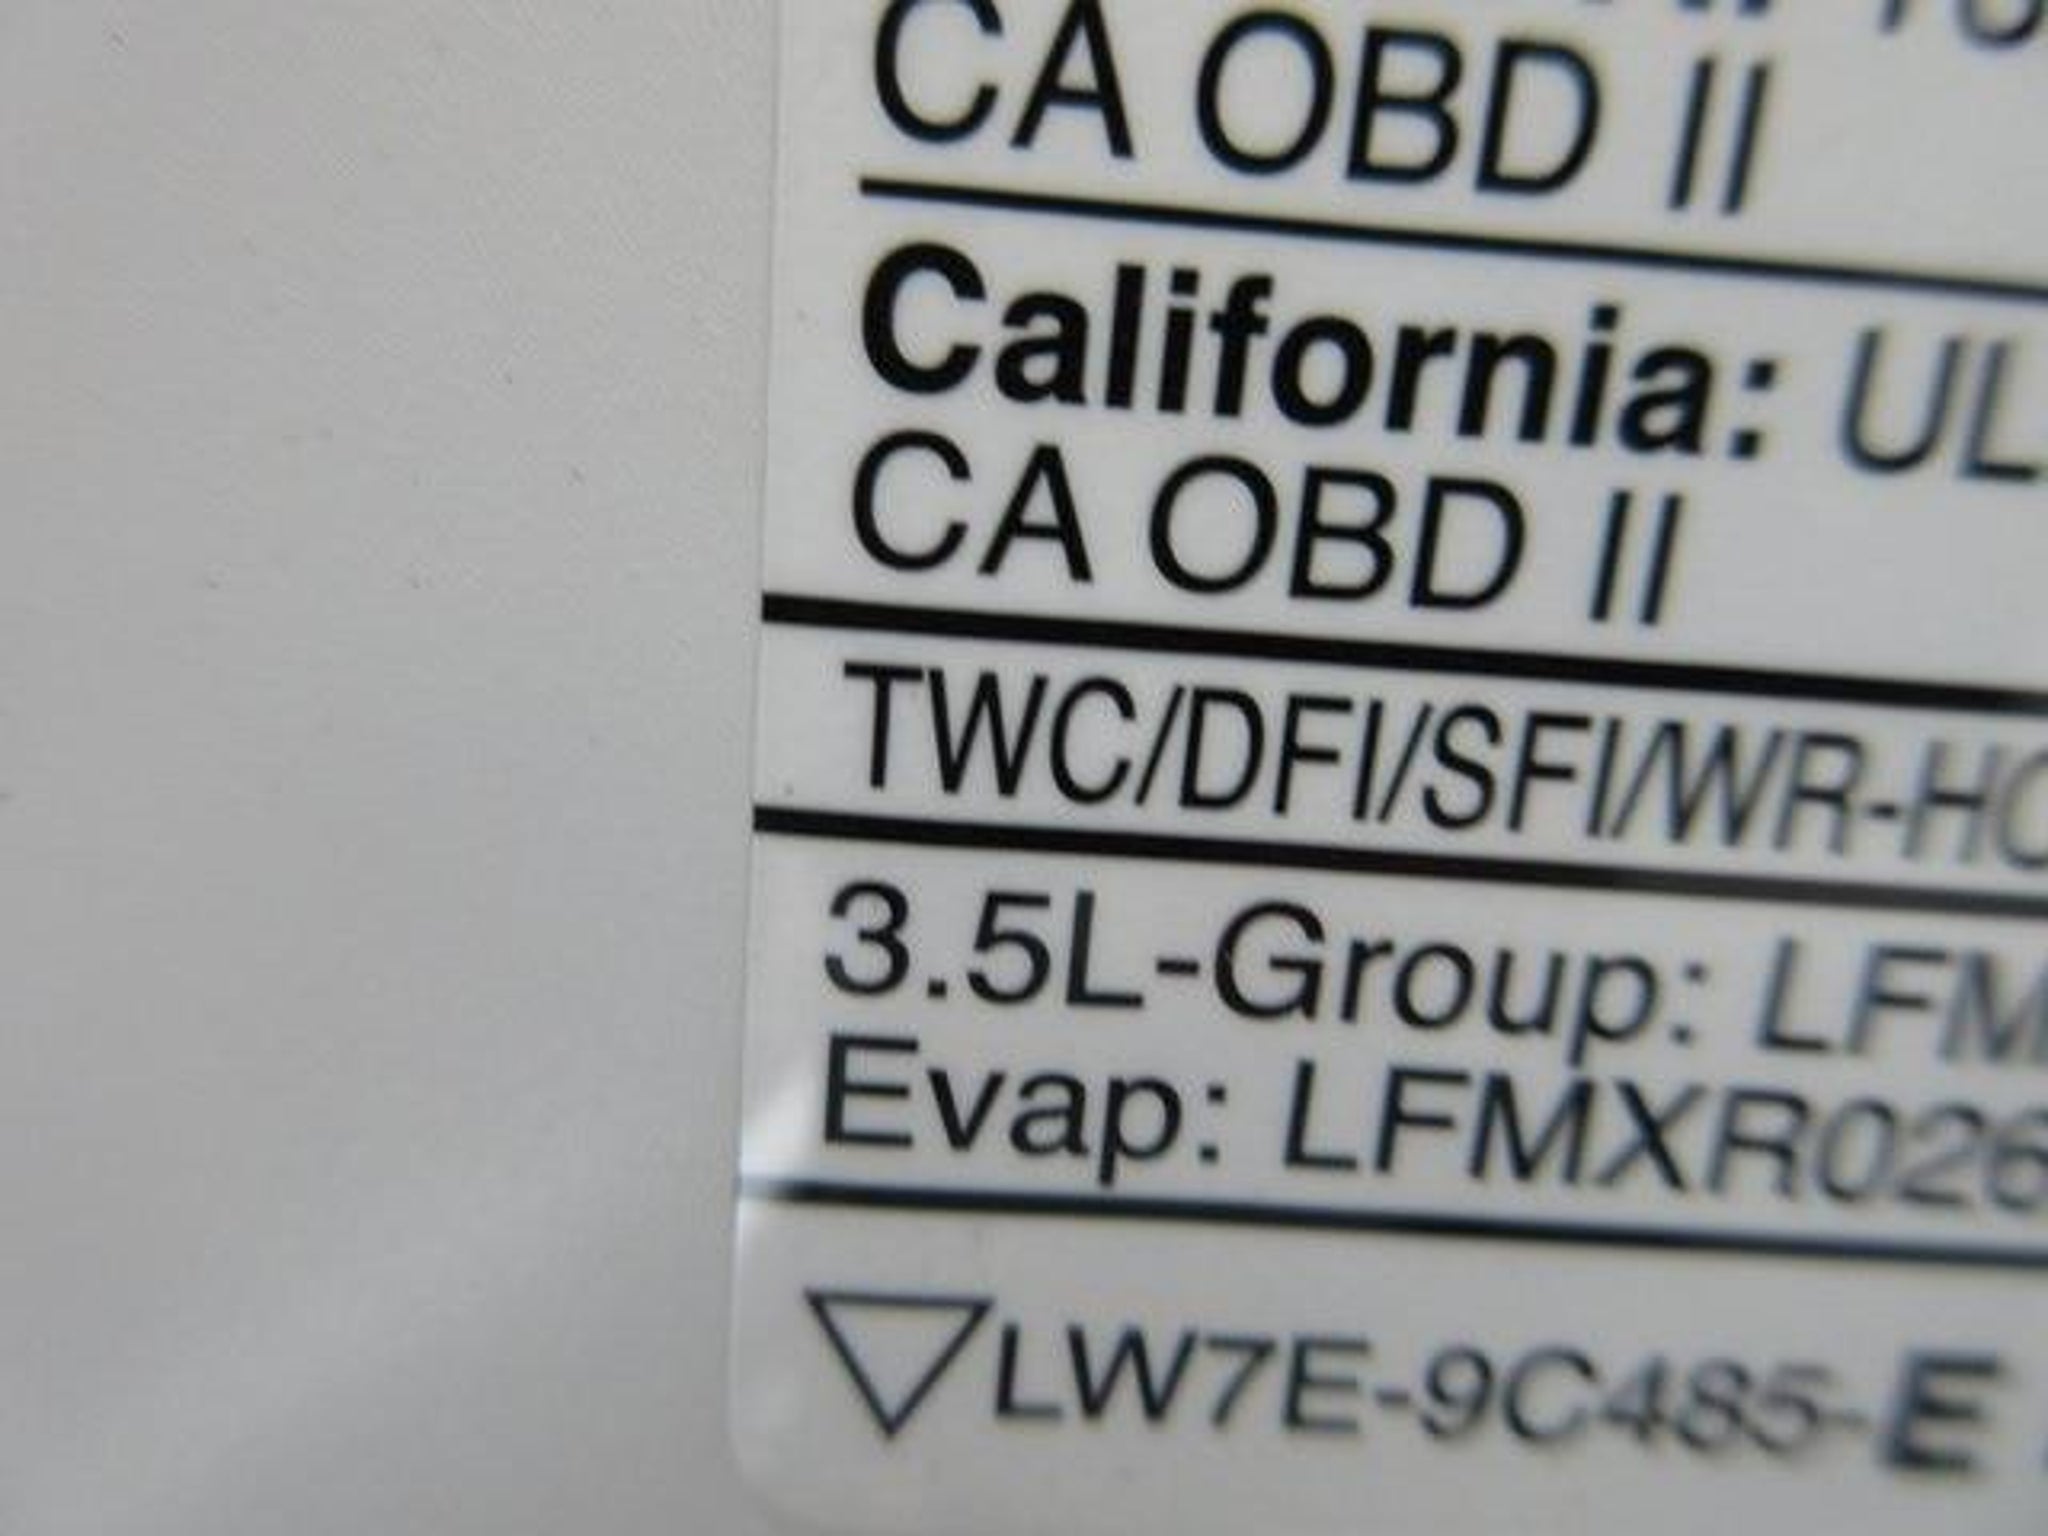 CA OBD II
California: UL
CA OBD II
TWC/DFI/SFI/WR-HO
3.5L-Group: LFM
Evap: LFMXR026
LW7E-9C485-E